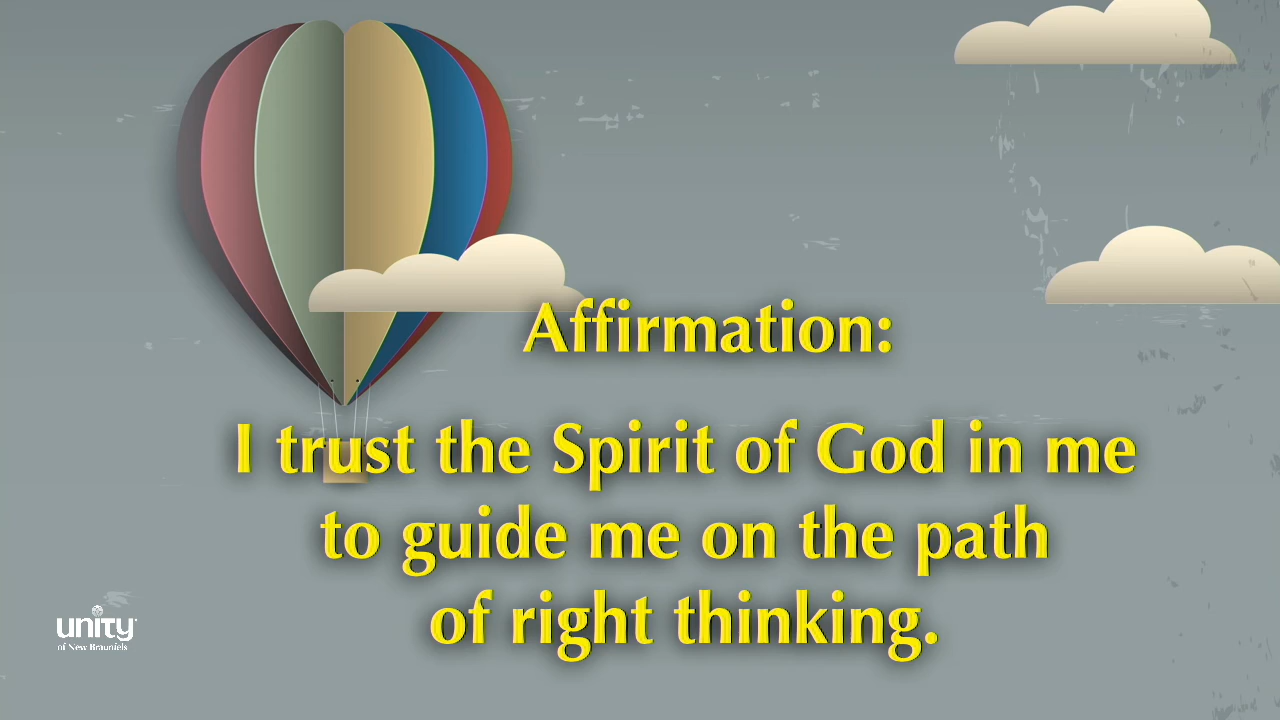 Affirmation:
I trust the Spirit of God in me
to guide me on the path
of right thinking.
unity
of New Braunfels